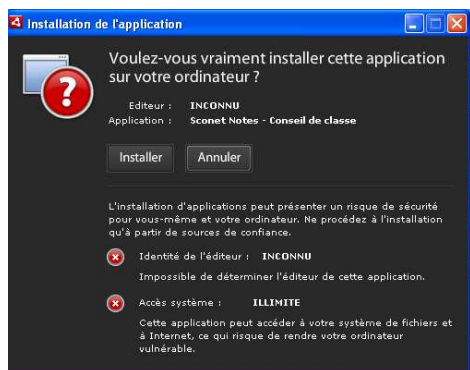 Installation de l'application
Voulez-vous vraiment installer cette application
sur votre ordinateur ?
Editeur : INCONNU
Application : Sconet Notes - Conseil de classe
Installer Annuler
L'installation d'applications peut présenter un risque de sécurité
pour vous-même et votre ordinateur. Ne procédez à l'installation
qu'à partir de sources de confiance.
Identité de l'éditeur : INCONNU
Impossible de déterminer l'éditeur de cette application.
Accès système : ILLIMITE
Cette application peut accéder à votre système de fichiers et
à Internet, ce qui risque de rendre votre ordinateur
vulnérable.